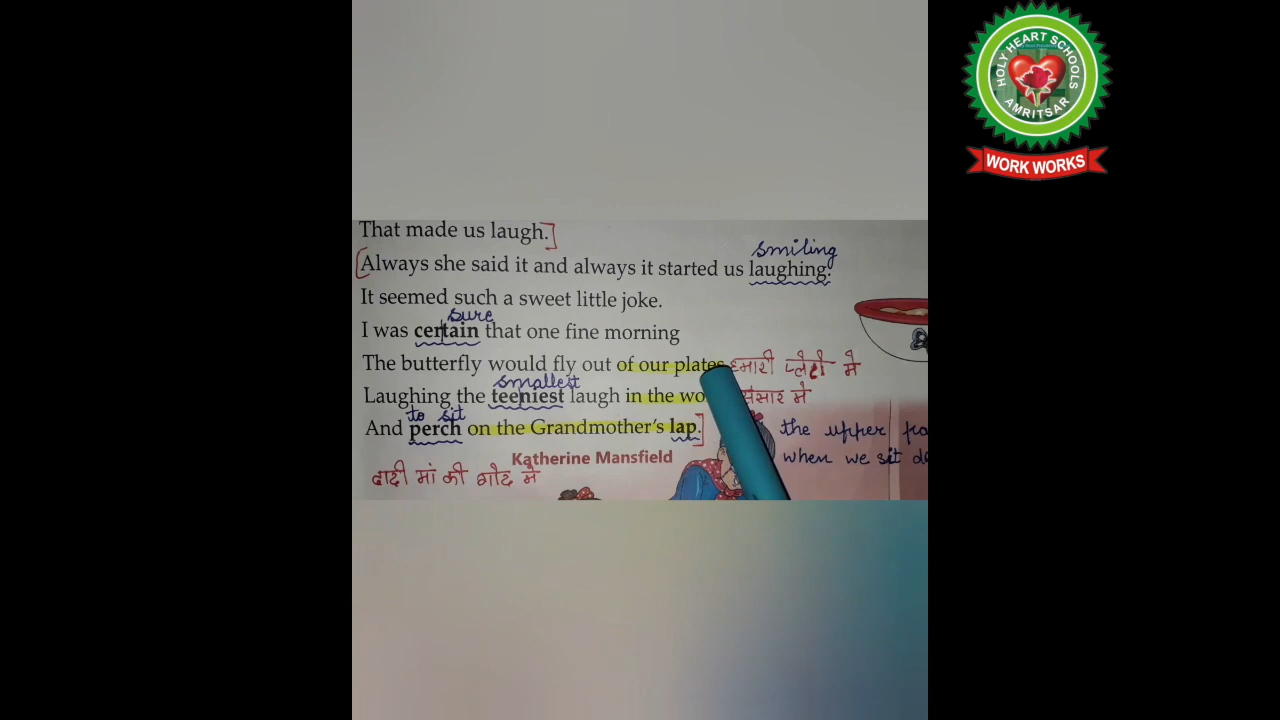 HOLY HEART SCHOOLS
AMRITSAR
WORK WORKS
That made us laugh.]
smiling
[Always she said it and always it started us laughing.
It seemed such a sweet little joke.
sure
I was certain that one fine morning
The butterfly would fly out of our plates हमारी प्लेटों में
smallest
Laughing the teeniest laugh in the संसार में
to sit
And perch on the Grandmother's lap.] the upper
Katherine Mansfield when we sit
दादी मां की गोद में